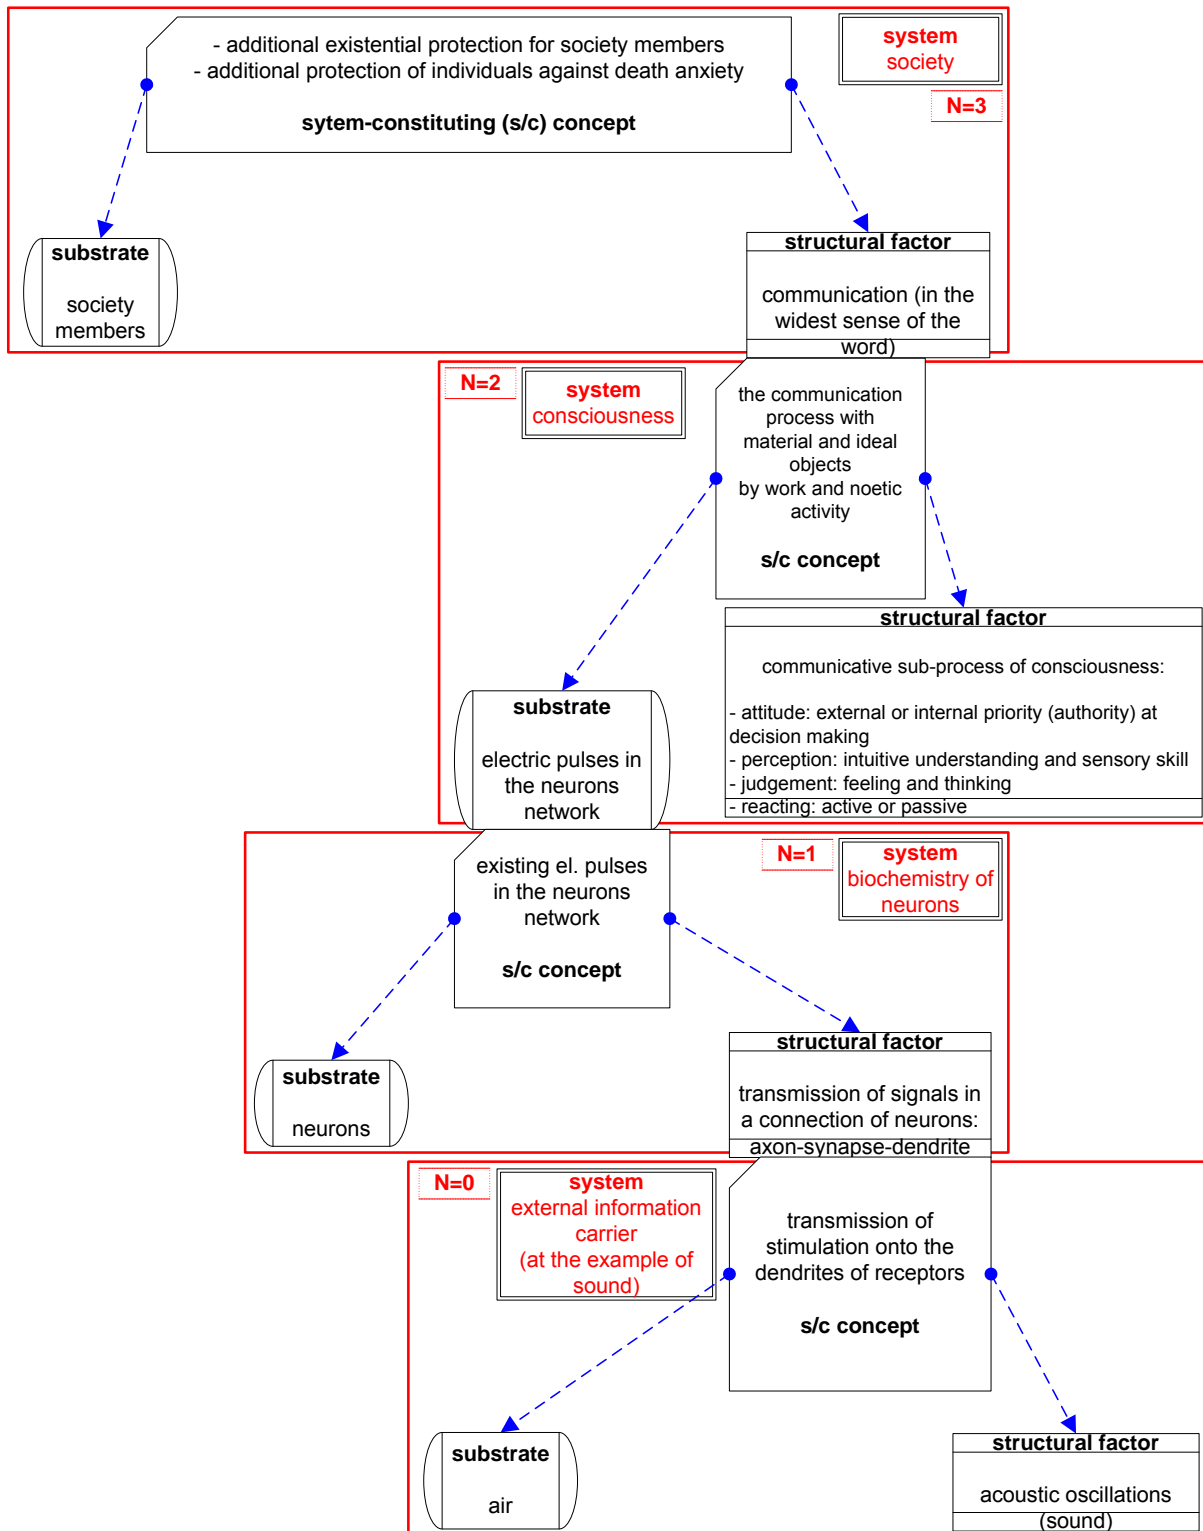 - additional existential protection for society members
- additional protection of individuals against death anxiety
sytem-constituting (s/c) concept
system
society
N=3
substrate
society
members
structural factor
communication (in the
widest sense of the
word)
N=2
system
consciousness
the communication
process with
material and ideal
objects
by work and noetic
activity
s/c concept
structural factor
communicative sub-process of consciousness:
- attitude: external or internal priority (authority) at
decision making
- perception: intuitive understanding and sensory skill
- judgement: feeling and thinking
- reacting: active or passive
substrate
electric pulses in
the neurons
network
existing el. pulses
in the neurons
network
s/c concept
N=1
system
biochemistry of
neurons
substrate
neurons
structural factor
transmission of signals in
a connection of neurons:
axon-synapse-dendrite
N=0
system
external information
carrier
(at the example of
sound)
transmission of
stimulation onto the
dendrites of receptors
s/c concept
substrate
air
structural factor
acoustic oscillations
(sound)